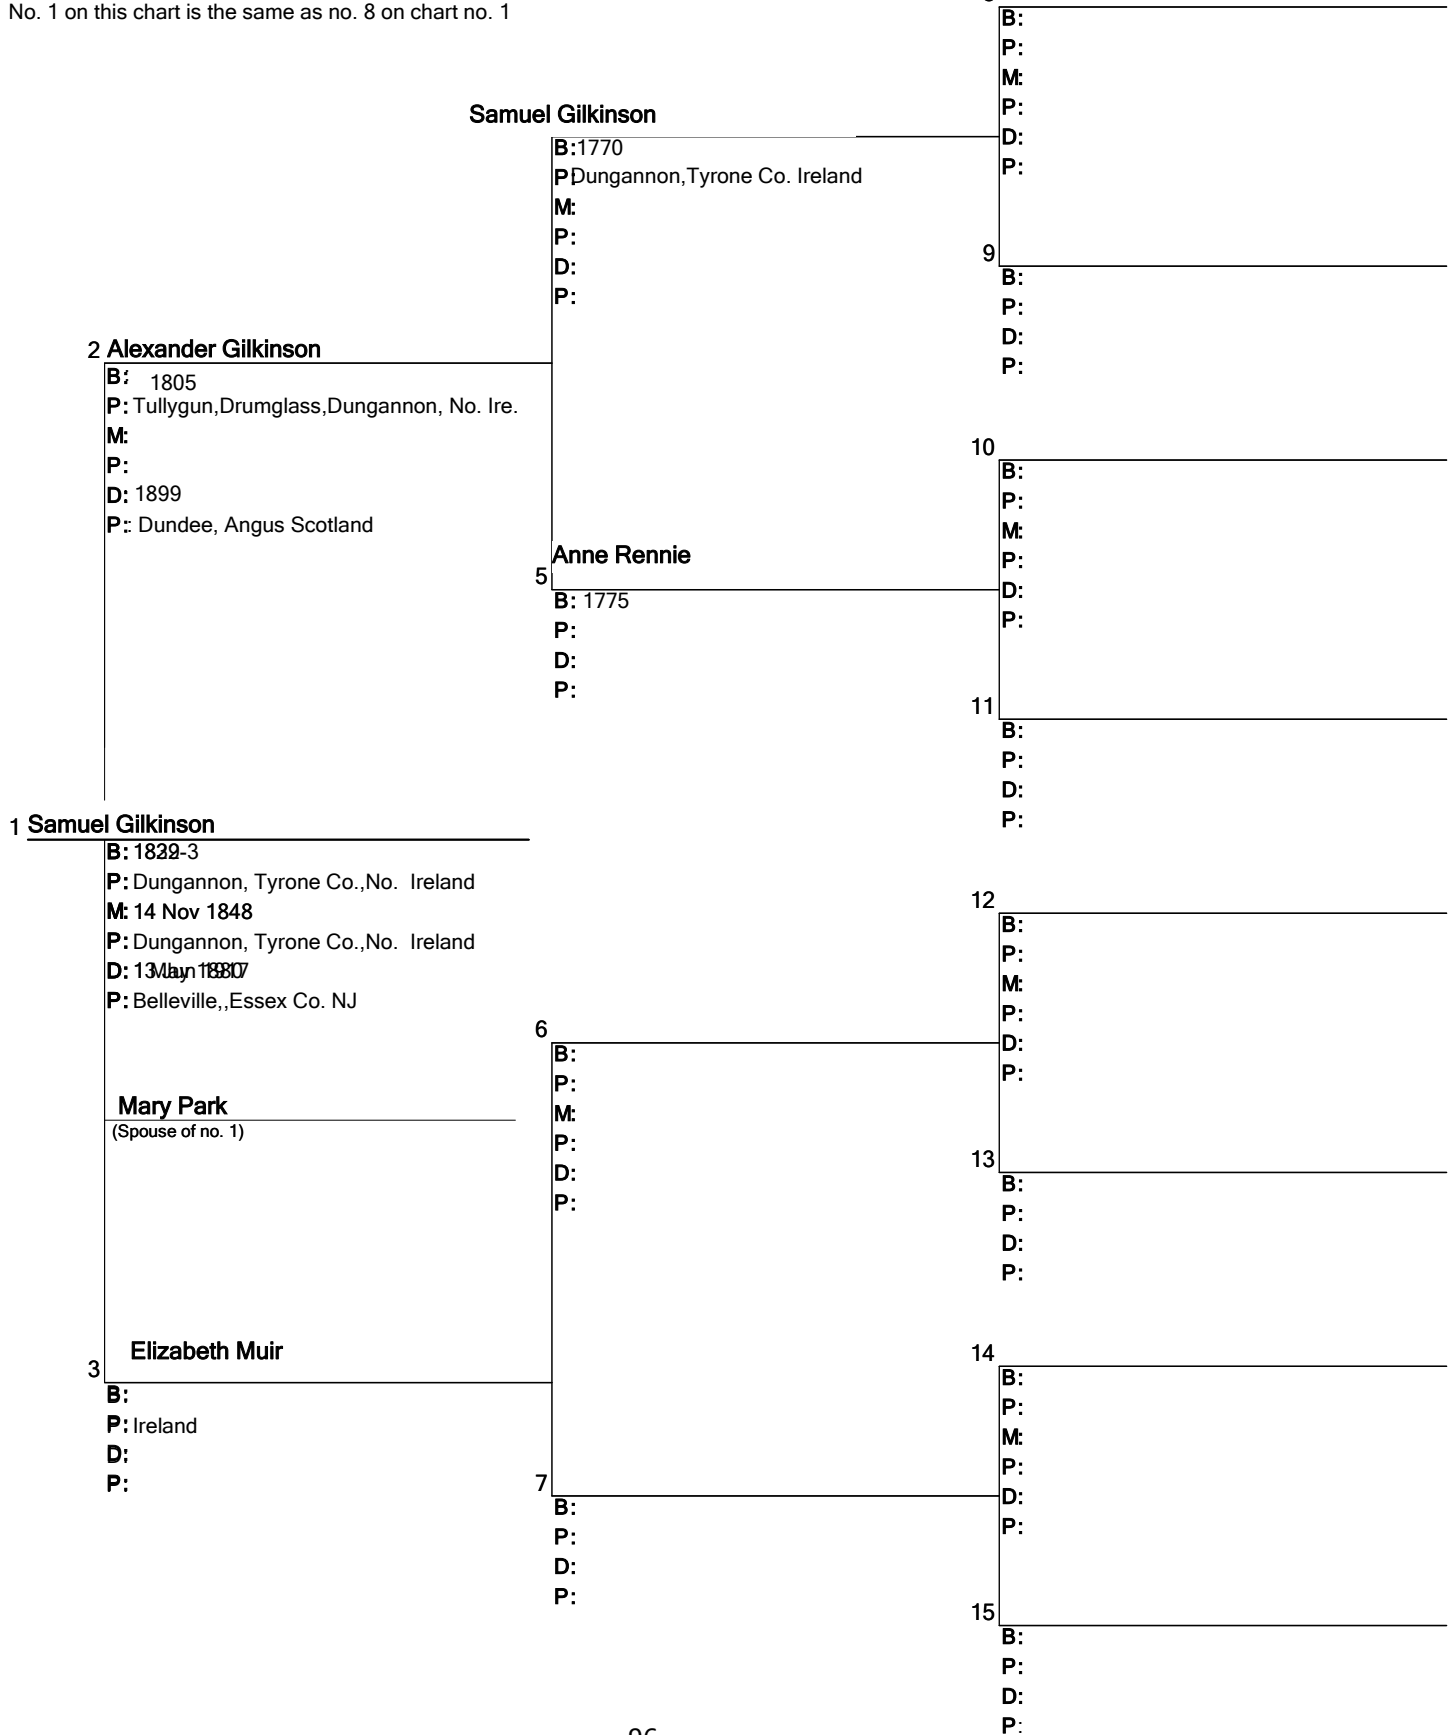 No. 1 on this chart is the same as no. 8 on chart no. 1
B:
P:
M:
P:
D:
P:
Samuel Gilkinson
B:1770
P: Dungannon,Tyrone Co. Ireland
M:
P:
D:
P:
9
B:
P:
D:
P:
2 Alexander Gilkinson
B: 1805
P: Tullygun,Drumglass,Dungannon, No. Ire.
M:
P:
D: 1899
P: : Dundee, Angus Scotland
10
B:
P:
M:
P:
D:
P:
Anne Rennie
5
B: 1775
P:
D:
P:
11
B:
P:
D:
P:
1 Samuel Gilkinson
B:
P: Dungannon, Tyrone Co.,No. Ireland
M: 14 Nov 1848
P: Dungannon, Tyrone Co.,No. Ireland
D:
P: Belleville,,Essex Co. NJ
Mary Park
(Spouse of no. 1)
12
B:
P:
M:
P:
D:
P:
6
B:
P:
M:
P:
D:
P:
13
B:
P:
D:
P:
Elizabeth Muir
3
B:
P: Ireland
D:
P:
14
B:
P:
M:
P:
D:
P:
7
B:
P:
D:
P:
15
B:
P:
D:
P: